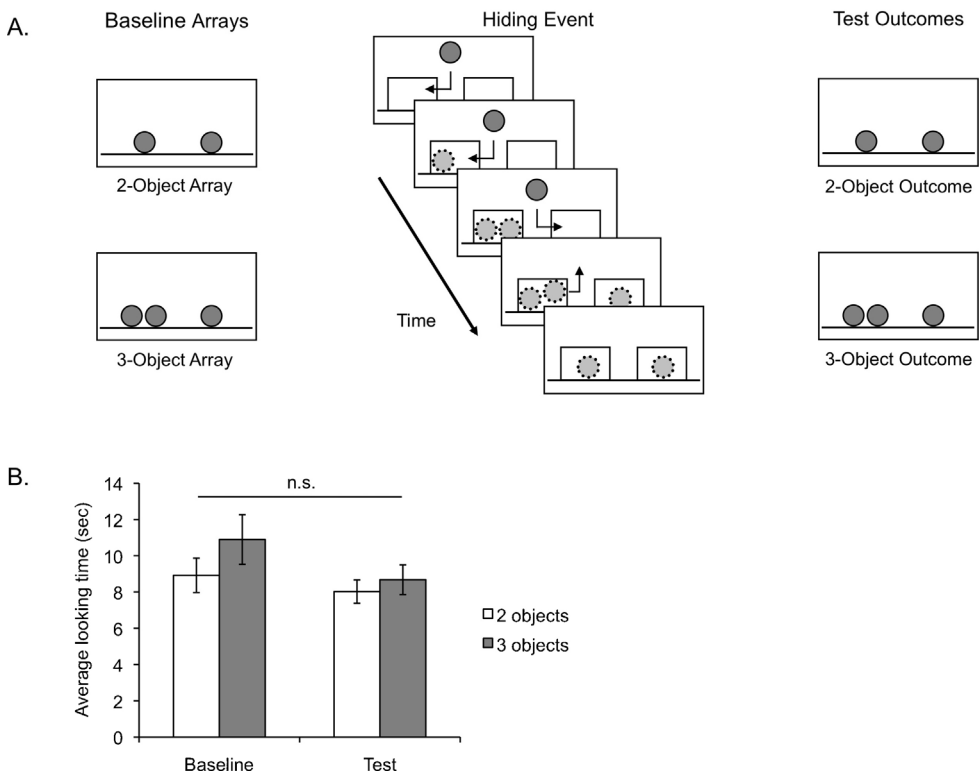 A.
Baseline Arrays
Hiding Event
Test Outcomes
2-Object Array
2-Object Outcome
Time
3-Object Array
3-Object Outcome
B.
Average looking time (sec)
14
12
10
8
6
4
2
0
n.s.
2 objects
3 objects
Baseline
Test